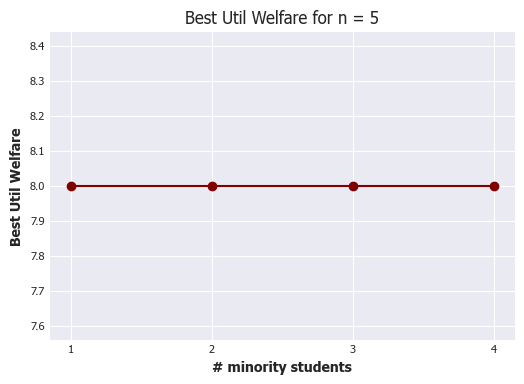 Best Util Welfare for n = 5
8.4
8.3
8.2
8.1
8.0
7.9
7.8
7.7
7.6
Best Util Welfare
1 2 3 4
# minority students